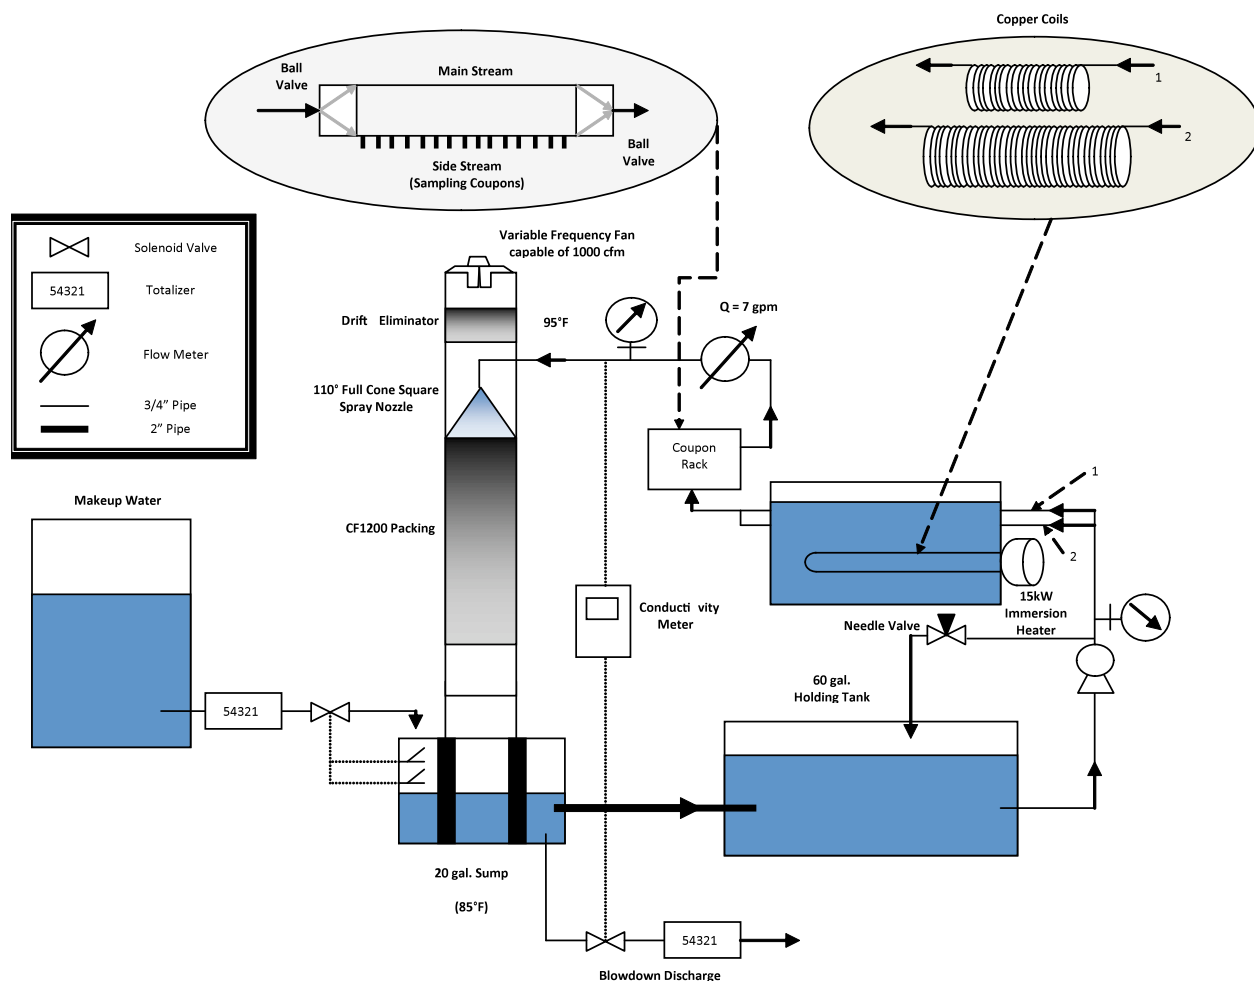 Copper Coils
Ball
Valve
Main Stream
1
2
Ball
Valve
Side Stream
(Sampling Coupons)
Solenoid Valve
54321
Totalizer
Flow Meter
3/4” Pipe
2” Pipe
Variable Frequency Fan
capable of 1000 cfm
Drift Eliminator
95°F
Q = 7 gpm
110° Full Cone Square
Spray Nozzle
Coupon
Rack
1
Makeup Water
CF1200 Packing
2
15kW
Immersion
Heater
Conducti vity
Meter
Needle Valve
60 gal.
Holding Tank
54321
20 gal. Sump
(85°F)
54321
Blowdown Discharge